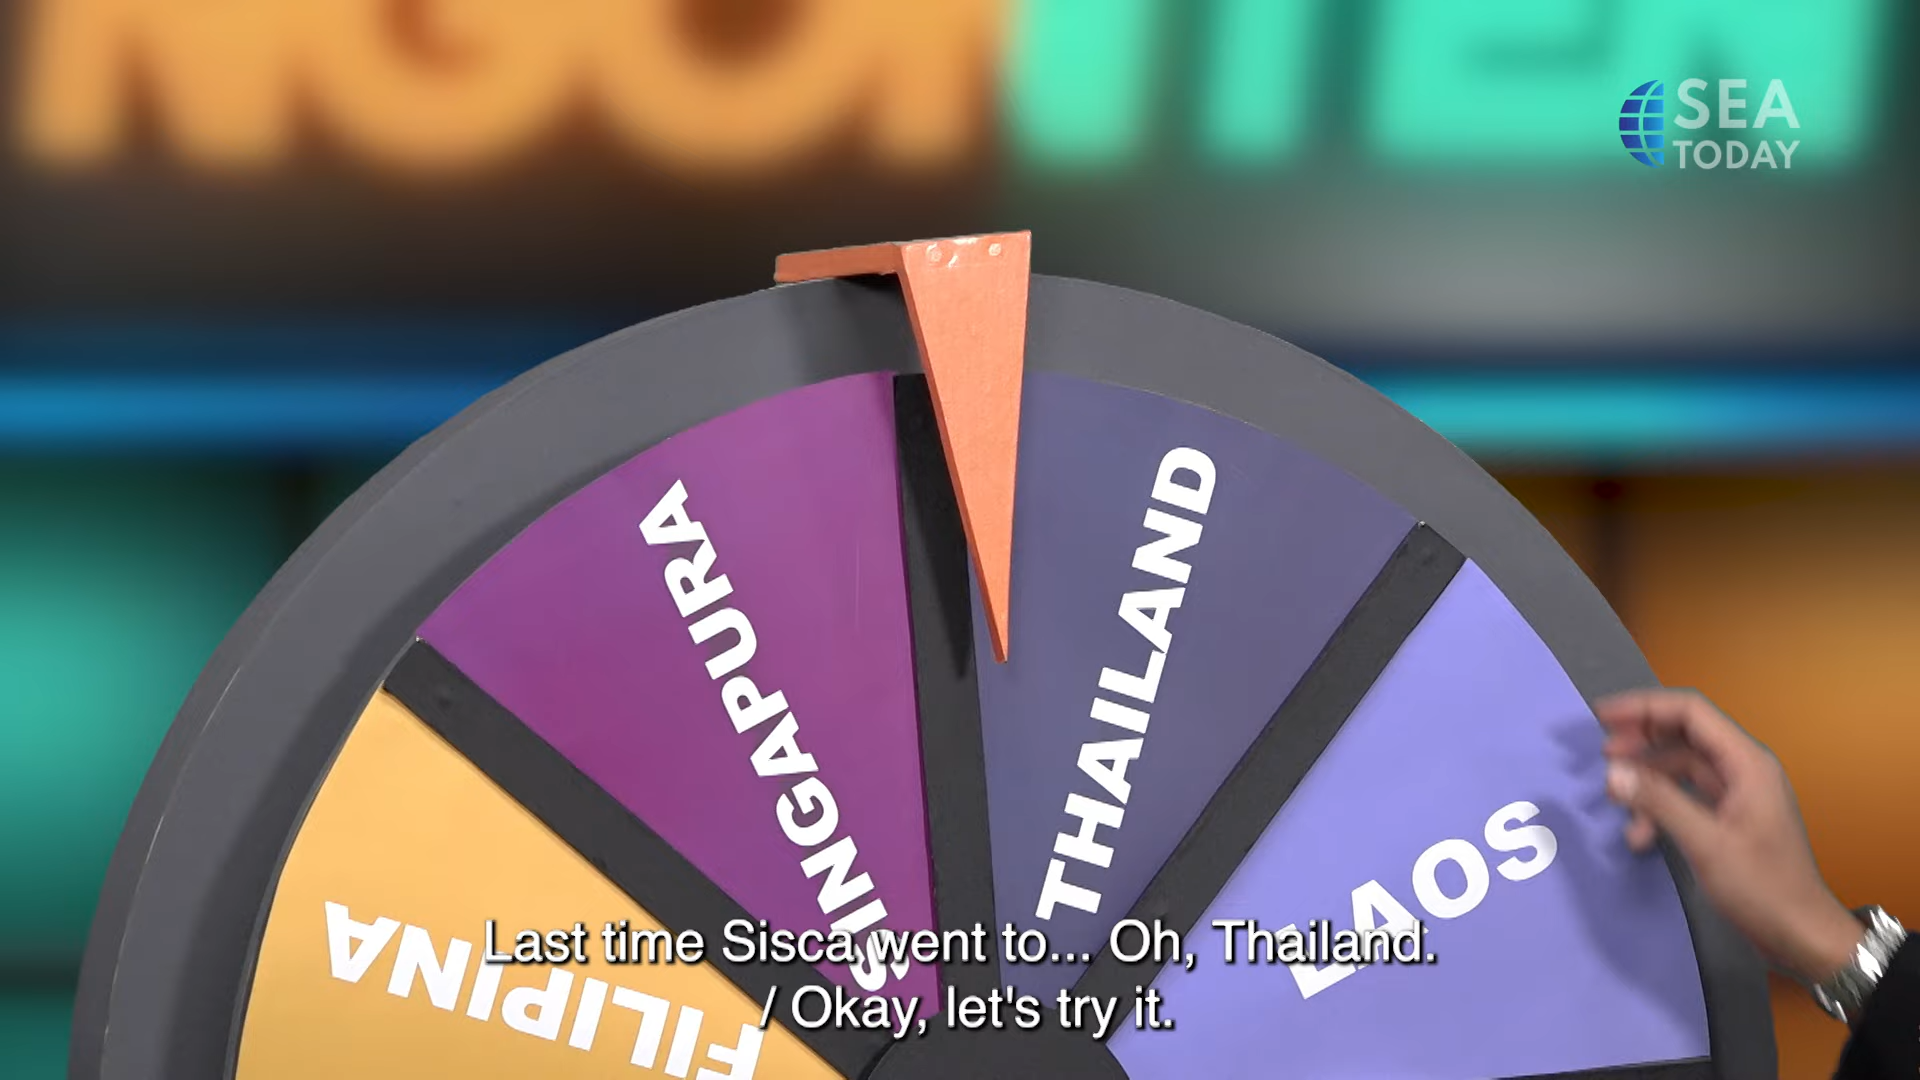 SEA
TODAY
SINGAPURA
THAILAND
LAOS
FILIPINA
Last time Sisca went to... Oh, Thailand.
/ Okay, let's try it.